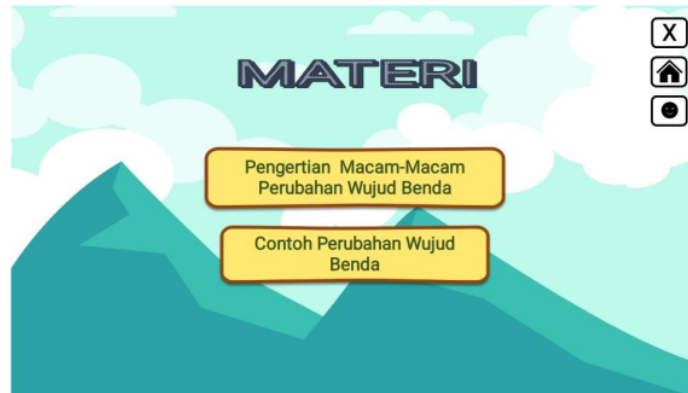 MATERI
X
Pengertian Macam-Macam
Perubahan Wujud Benda
Contoh Perubahan Wujud
Benda